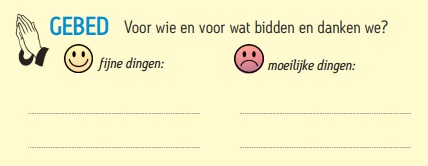 GEBED Voor wie en voor wat bidden en danken we?
fijne dingen: moeilijke dingen: